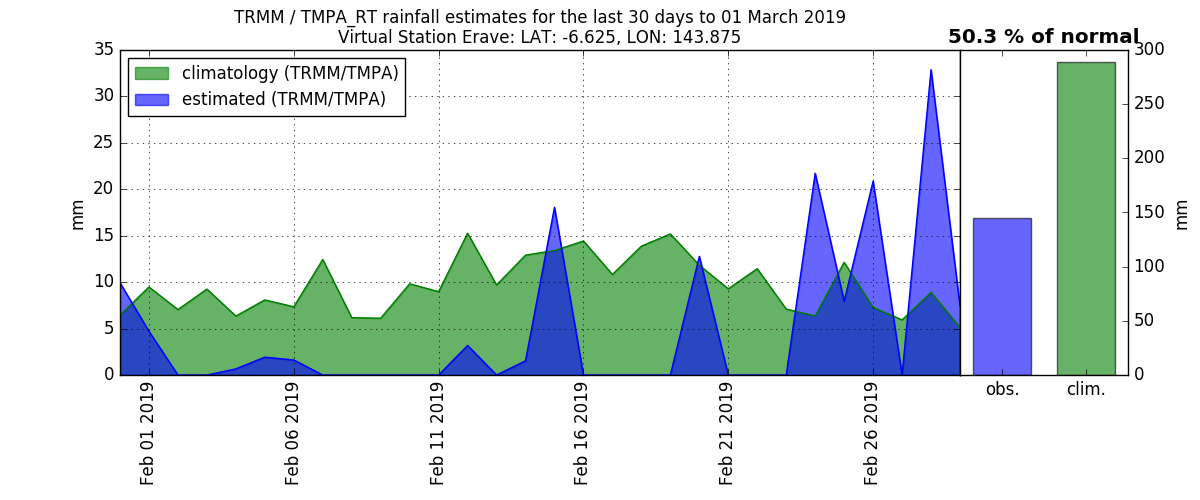 TRMM / TMPA_RT rainfall estimates for the last 30 days to 01 March 2019
Virtual Station Erave: LAT: -6.625, LON: 143.875
50.3 % of normal
climatology (TRMM/TMPA)
estimated (TRMM/TMPA)
35
30
25
20
15
10
5
0
mm
Feb 01 2019
Feb 06 2019
Feb 11 2019
Feb 16 2019
Feb 21 2019
Feb 26 2019
obs.
clim.
300
250
200
150
100
50
0
mm